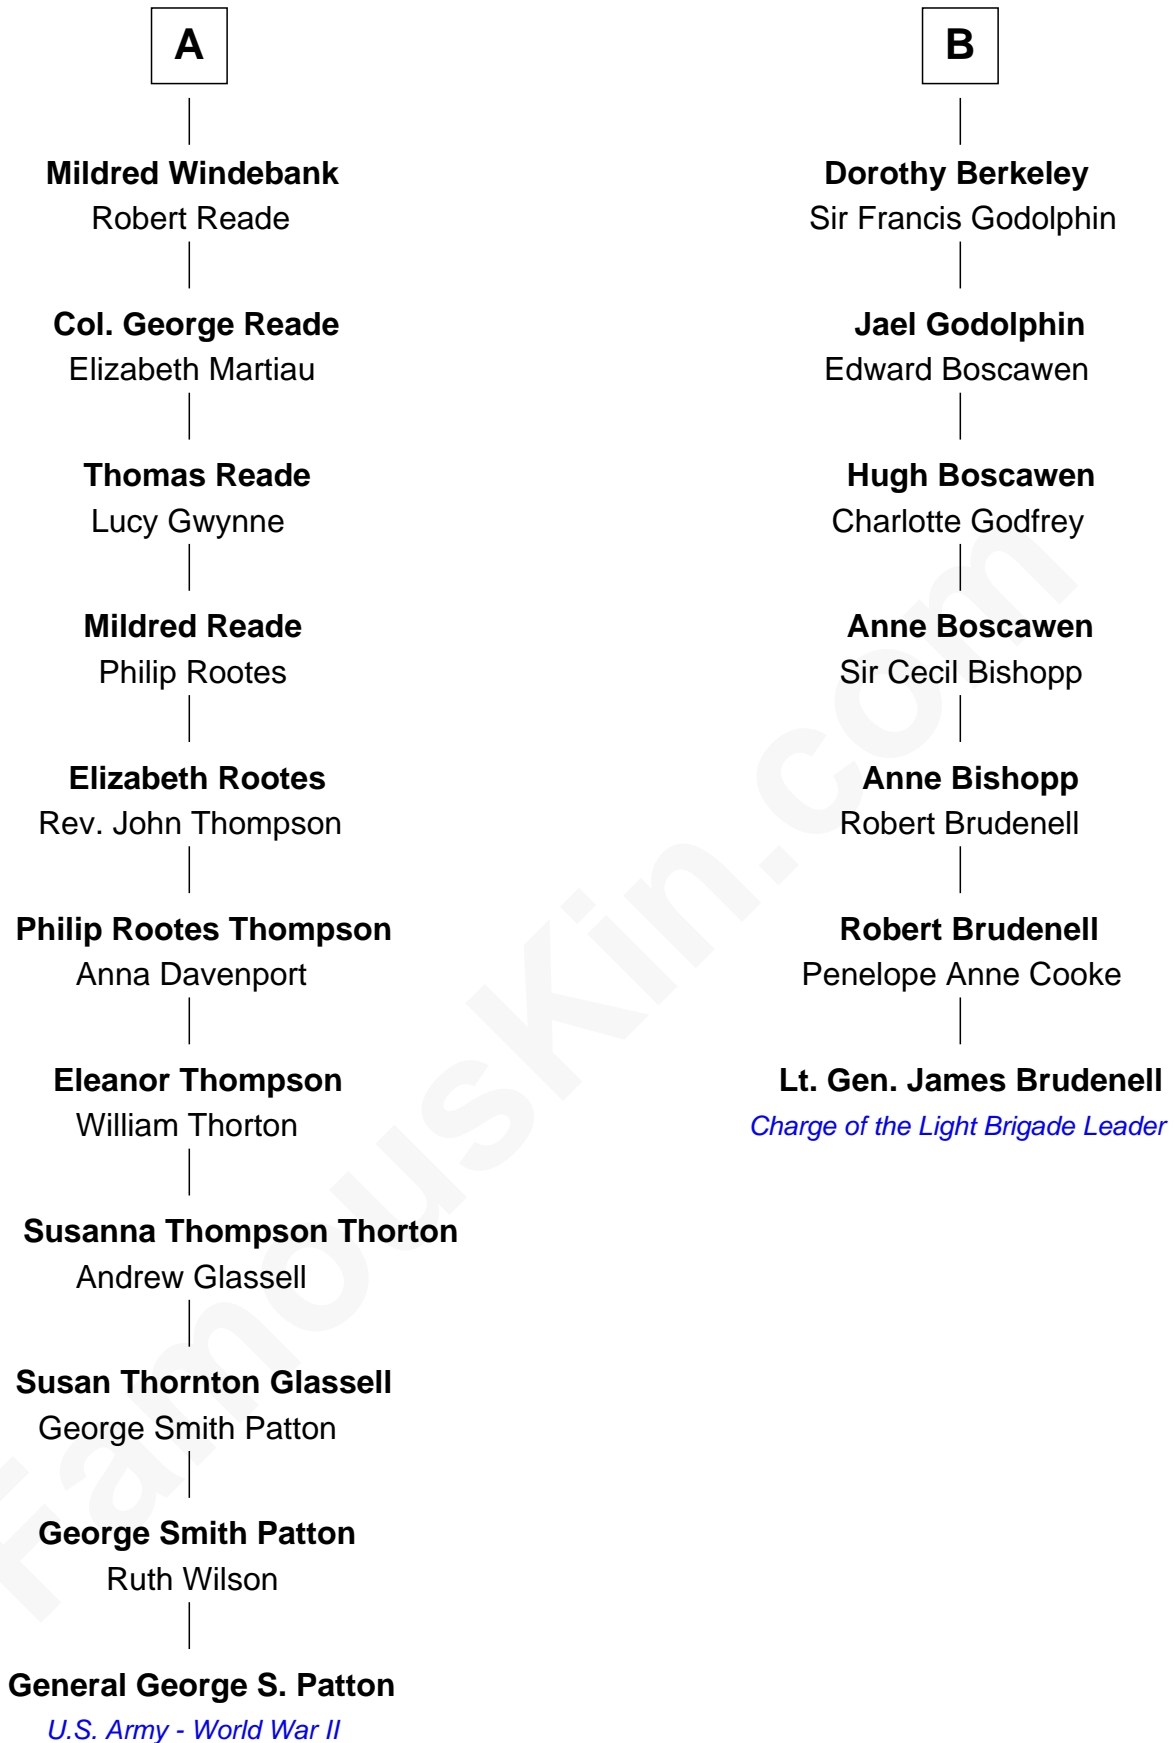 A
Mildred Windebank
Robert Reade
Col. George Reade
Elizabeth Martiau
Thomas Reade
Lucy Gwynne
Mildred Reade
Philip Rootes
Elizabeth Rootes
Rev. John Thompson
Philip Rootes Thompson
Anna Davenport
Eleanor Thompson
William Thorton
Susanna Thompson Thorton
Andrew Glassell
Susan Thornton Glassell
George Smith Patton
George Smith Patton
Ruth Wilson
General George S. Patton
U.S. Army - World War II
B
Dorothy Berkeley
Sir Francis Godolphin
Jael Godolphin
Edward Boscawen
Hugh Boscawen
Charlotte Godfrey
Anne Boscawen
Sir Cecil Bishopp
Anne Bishopp
Robert Brudenell
Robert Brudenell
Penelope Anne Cooke
Lt. Gen. James Brudenell
Charge of the Light Brigade Leader
FamousKin.com